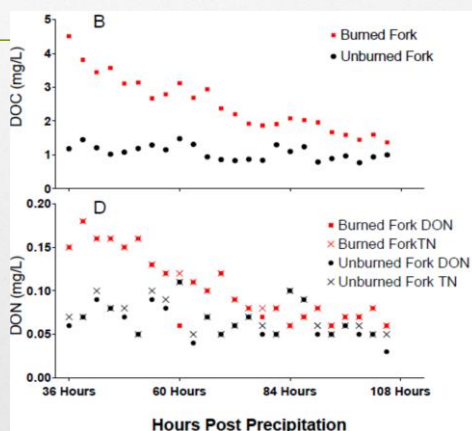 B
DOC (mg/L)
5
4
3
2
1
0
Burned Fork
Unburned Fork
D
DON (mg/L)
0.20
0.15
0.10
0.05
0.00
Burned Fork DON
Burned ForkTN
Unburned Fork DON
Unburned Fork TN
36 Hours
60 Hours
84 Hours
108 Hours
Hours Post Precipitation